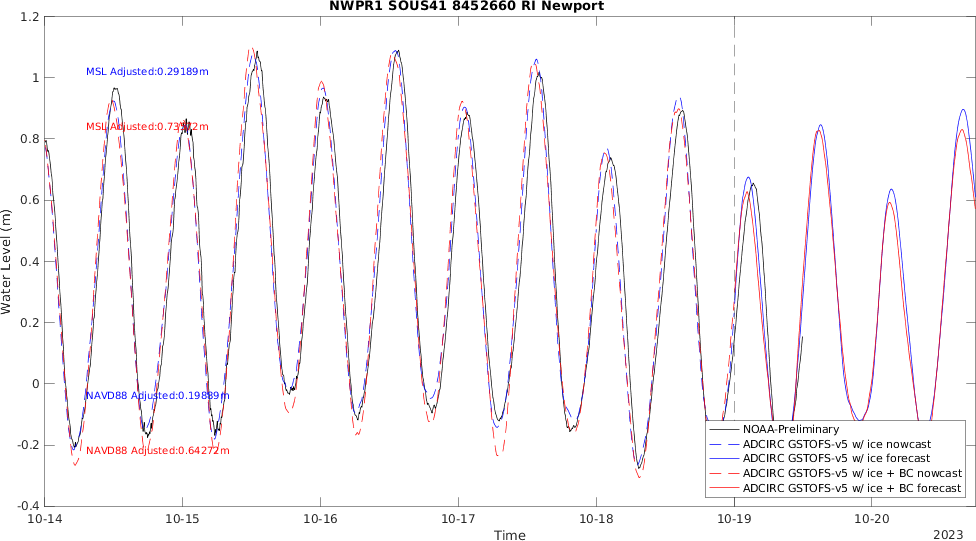 NWPR1 SOUS41 8452660 RI Newport
1.2
1
0.8
0.6
0.4
0.2
0
-0.2
-0.4
Water Level (m)
MSL Adjusted:0.29189m
MSL Adjusted:
NAVD88 Adjusted:0.19889m
NAVD88 Adjusted:0.64272m
NOAA-Preliminary
ADCIRC GSTOFS-v5 w/ ice nowcast
ADCIRC GSTOFS-v5 w/ ice forecast
ADCIRC GSTOFS-v5 w/ ice + BC nowcast
ADCIRC GSTOFS-v5 w/ ice + BC forecast
10-14 10-15 10-16 10-17 10-18 10-19 10-20
Time
2023